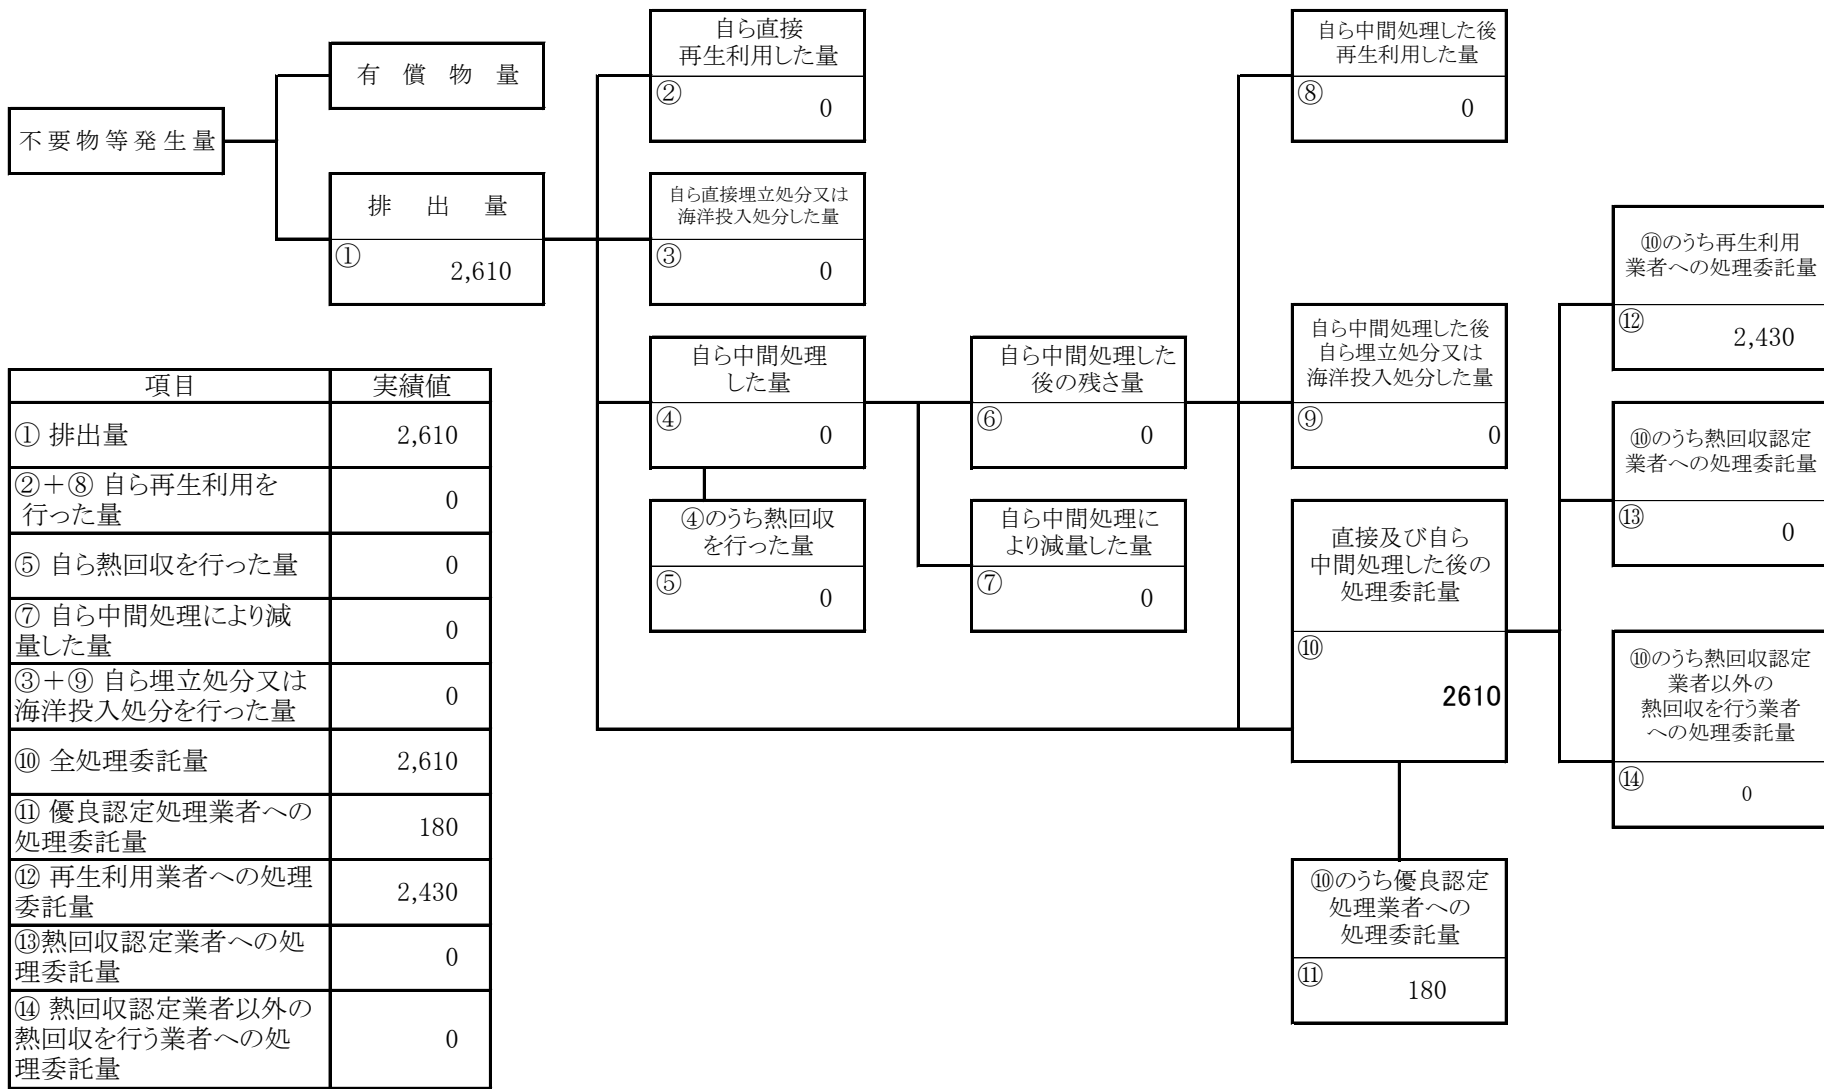 不要物等発生量
有償物量
排出量
①
2,610
自ら直接
再生利用した量
②
0
自ら直接埋立処分又は
海洋投入処分した量
③
0
自ら中間処理
した量
④
0
④のうち熱回収
を行った量
⑤
0
自ら中間処理した
後の残さ量
⑥
0
自ら中間処理に
より減量した量
⑦
0
自ら中間処理した後
再生利用した量
⑧
0
自ら中間処理した後
自ら埋立処分又は
海洋投入処分した量
⑨
0
直接及び自ら
中間処理した後の
処理委託量
⑩
2610
⑩のうち優良認定
処理業者への
処理委託量
⑪
180
⑩のうち再生利用
業者への処理委託量
⑫
2,430
⑩のうち熱回収認定
業者への処理委託量
⑬
0
⑩のうち熱回収認定
業者以外の
熱回収を行う業者
への処理委託量
⑭
0
項目 実績値
① 排出量 2,610
②+⑧ 自ら再生利用を
行った量 0
⑤ 自ら熱回収を行った量 0
⑦ 自ら中間処理により減
量した量 0
③+⑨ 自ら埋立処分又は
海洋投入処分を行った量 0
⑩ 全処理委託量 2,610
⑪ 優良認定処理業者への
処理委託量 180
⑫ 再生利用業者への処理
委託量 2,430
⑬熱回収認定業者への処
理委託量 0
⑭ 熱回収認定業者以外の
熱回収を行う業者への処
理委託量 0